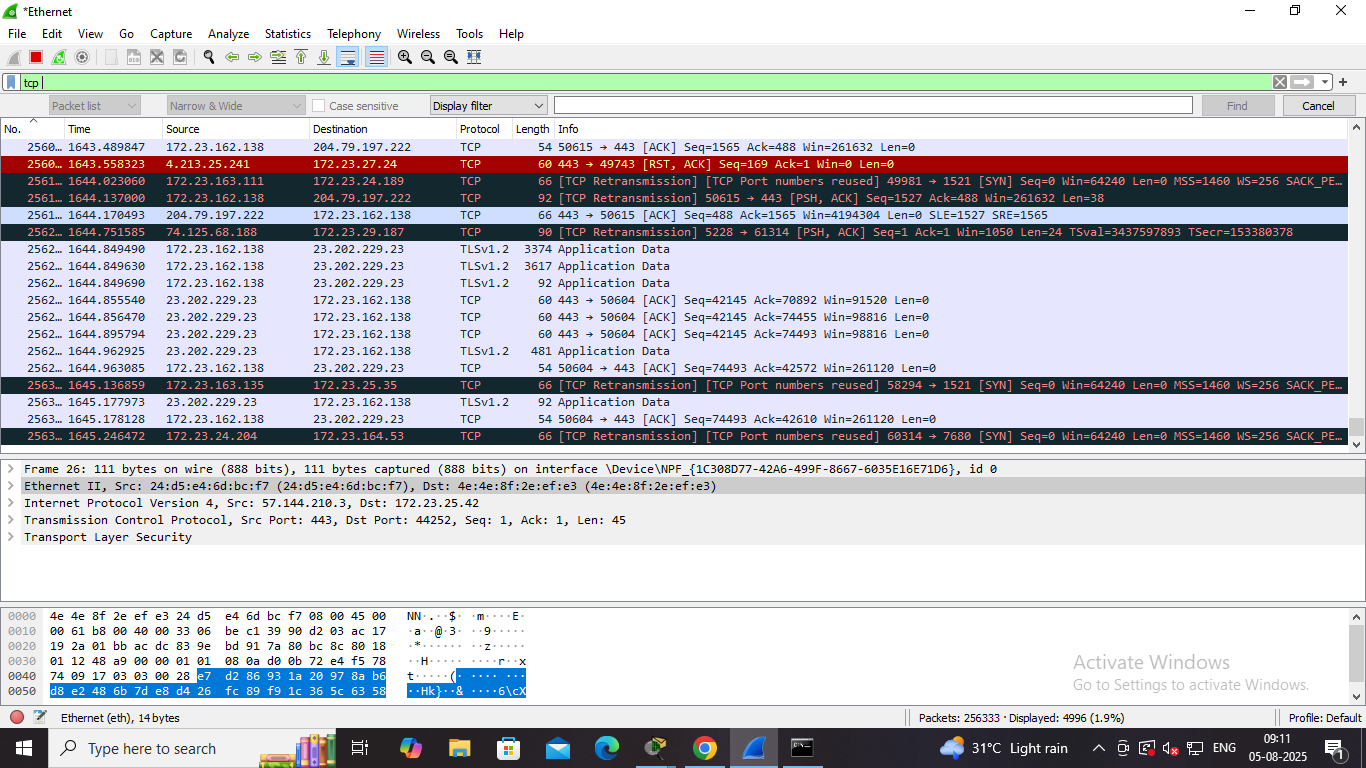 *Ethernet
File Edit View Go Capture Analyze Statistics Telephony Wireless Tools Help
tcp
Packet list Narrow & Wide Case sensitive Display filter Find Cancel
No. Time Source Destination Protocol Length Info
2560… 1643.489847 172.23.162.138 204.79.197.222 TCP 54 50615 → 443 [ACK] Seq=1565 Ack=488 Win=261632 Len=0
2560… 1643.558323 4.213.25.241 172.23.27.24 TCP 60 443 → 49743 [RST, ACK] Seq=169 Ack=1 Win=0 Len=0
2561… 1644.023060 172.23.163.111 172.23.24.189 TCP 66 [TCP Retransmission] [TCP Port numbers reused] 49981 → 1521 [SYN] Seq=0 Win=64240 Len=0 MSS=1460 WS=256 SACK_PE…
2561… 1644.137000 172.23.162.138 204.79.197.222 TCP 92 [TCP Retransmission] 50615 → 443 [PSH, ACK] Seq=1527 Ack=488 Win=261632 Len=38
2561… 1644.170493 204.79.197.222 172.23.162.138 TCP 66 443 → 50615 [ACK] Seq=488 Ack=1565 Win=4194304 Len=0 SLE=1527 SRE=1565
2562… 1644.751585 74.125.68.188 172.23.29.187 TCP 90 [TCP Retransmission] 5228 → 61314 [PSH, ACK] Seq=1 Ack=1 Win=1050 Len=24 TSval=3437597893 TSecr=153380378
2562… 1644.849490 172.23.162.138 23.202.229.23 TLSv1.2 3374 Application Data
2562… 1644.849630 172.23.162.138 23.202.229.23 TLSv1.2 3617 Application Data
2562… 1644.849690 172.23.162.138 23.202.229.23 TLSv1.2 92 Application Data
2562… 1644.855540 23.202.229.23 172.23.162.138 TCP 60 443 → 50604 [ACK] Seq=42145 Ack=70892 Win=91520 Len=0
2562… 1644.856470 23.202.229.23 172.23.162.138 TCP 60 443 → 50604 [ACK] Seq=42145 Ack=74455 Win=98816 Len=0
2562… 1644.895794 23.202.229.23 172.23.162.138 TCP 60 443 → 50604 [ACK] Seq=42145 Ack=74493 Win=98816 Len=0
2562… 1644.962925 23.202.229.23 172.23.162.138 TLSv1.2 481 Application Data
2562… 1644.963085 172.23.162.138 23.202.229.23 TCP 54 50604 → 443 [ACK] Seq=74493 Ack=42572 Win=261120 Len=0
2563… 1645.136859 172.23.163.135 172.23.25.35 TCP 66 [TCP Retransmission] [TCP Port numbers reused] 58294 → 1521 [SYN] Seq=0 Win=64240 Len=0 MSS=1460 WS=256 SACK_PE…
2563… 1645.177973 23.202.229.23 172.23.162.138 TLSv1.2 92 Application Data
2563… 1645.178128 172.23.162.138 23.202.229.23 TCP 54 50604 → 443 [ACK] Seq=74493 Ack=42610 Win=261120 Len=0
2563… 1645.246472 172.23.24.204 172.23.164.53 TCP 66 [TCP Retransmission] [TCP Port numbers reused] 60314 → 7680 [SYN] Seq=0 Win=64240 Len=0 MSS=1460 WS=256 SACK_PE…
Frame 26: 111 bytes on wire (888 bits), 111 bytes captured (888 bits) on interface \Device\NPF_{1C308D77-42A6-499F-8667-6035E16E71D6}, id 0
Ethernet II, Src: 24:d5:e4:6d:bc:f7 (24:d5:e4:6d:bc:f7), Dst: 4e:4e:8f:2e:ef:e3 (4e:4e:8f:2e:ef:e3)
Internet Protocol Version 4, Src: 57.144.210.3, Dst: 172.23.25.42
Transmission Control Protocol, Src Port: 443, Dst Port: 44252, Seq: 1, Ack: 1, Len: 45
Transport Layer Security
0000 4e 4e 8f 2e ef e3 24 d5 e4 6d bc f7 08 00 45 00 NN·.··$· ·m····E·
0010 00 61 b8 00 40 00 33 06 be c1 39 90 d2 03 ac 17 ·a··@·3· ··9·····
0020 19 2a 01 bb ac dc 83 9e bd 91 7a 80 bc 8c 80 18 ·*······ ··z·····
0030 01 12 48 a9 00 00 01 01 08 0a d0 0b 72 e4 f5 78 ··H····· ····r··x
0040 74 09 17 03 03 00 28 e7 d2 86 93 1a 20 97 8a b6 t·····(· ···· ···
0050 d8 e2 48 6b 7d e8 d4 26 fc 89 f9 1c 36 5c 63 58 ··Hk}··& ····6\cX
Activate Windows
Go to Settings to activate Windows.
Ethernet (eth), 14 bytes Packets: 256333 · Displayed: 4996 (1.9%) Profile: Default
Type here to search 31°C Light rain ENG 09:11
05-08-2025 1